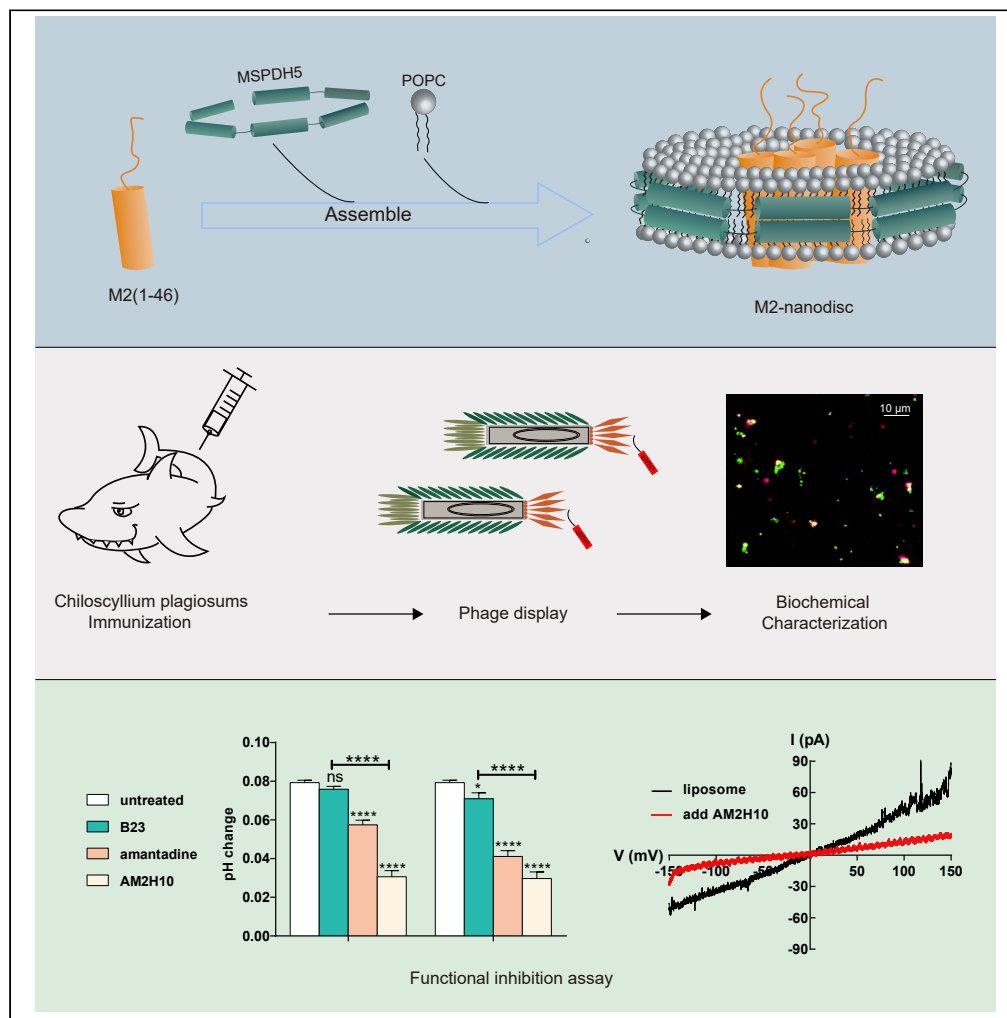 MSPDH5
POPC
Assemble
M2(1-46)
M2-nanodisc
10 µm
Chiloscyllium plagiosums
Immunization
Phage display
Biochemical
Characterization
untreated
B23
amantadine
AM2H10
pH change
0.10
0.08
0.06
0.04
0.02
0.00
****
ns
****
****
****
*
****
****
I (pA)
liposome
add AM2H10
V (mV)
90
60
30
-30
-60
-90
-150
-100
-50
50
100
150
Functional inhibition assay